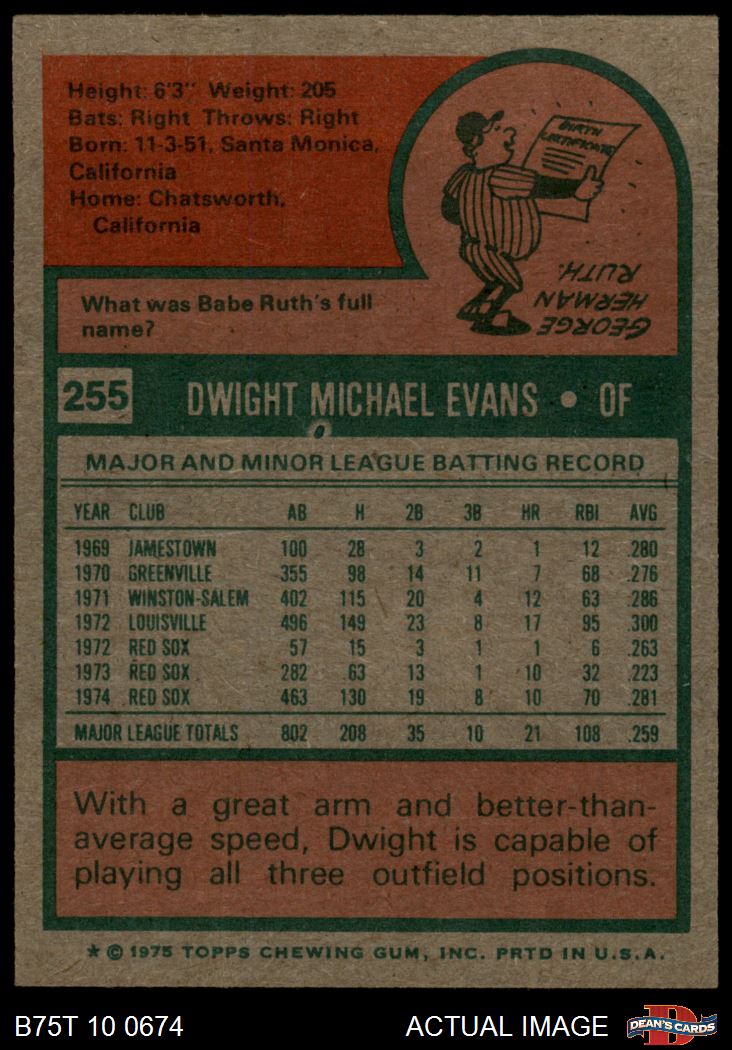 Height: 6'3" Weight: 205
Bats: Right Throws: Right
Born: 11-3-51, Santa Monica,
California
Home: Chatsworth,
California
BIRTH
CERTIFICATE
What was Babe Ruth's full
name?
GEORGE
HERMAN
RUTH.
255 DWIGHT MICHAEL EVANS • OF
MAJOR AND MINOR LEAGUE BATTING RECORD
YEAR CLUB AB H 2B 3B HR RBI AVG
1969 JAMESTOWN 100 28 3 2 1 12 .280
1970 GREENVILLE 355 98 14 11 7 68 .276
1971 WINSTON-SALEM 402 115 20 4 12 63 .286
1972 LOUISVILLE 496 149 23 8 17 95 .300
1972 RED SOX 57 15 3 1 1 6 .263
1973 RED SOX 282 63 13 1 10 32 .223
1974 RED SOX 463 130 19 8 10 70 .281
MAJOR LEAGUE TOTALS 802 208 35 10 21 108 .259
With a great arm and better-than-
average speed, Dwight is capable of
playing all three outfield positions.
★ © 1975 TOPPS CHEWING GUM, INC. PRTD IN U.S.A.
B75T 10 0674 ACTUAL IMAGE DEAN'S CARDS